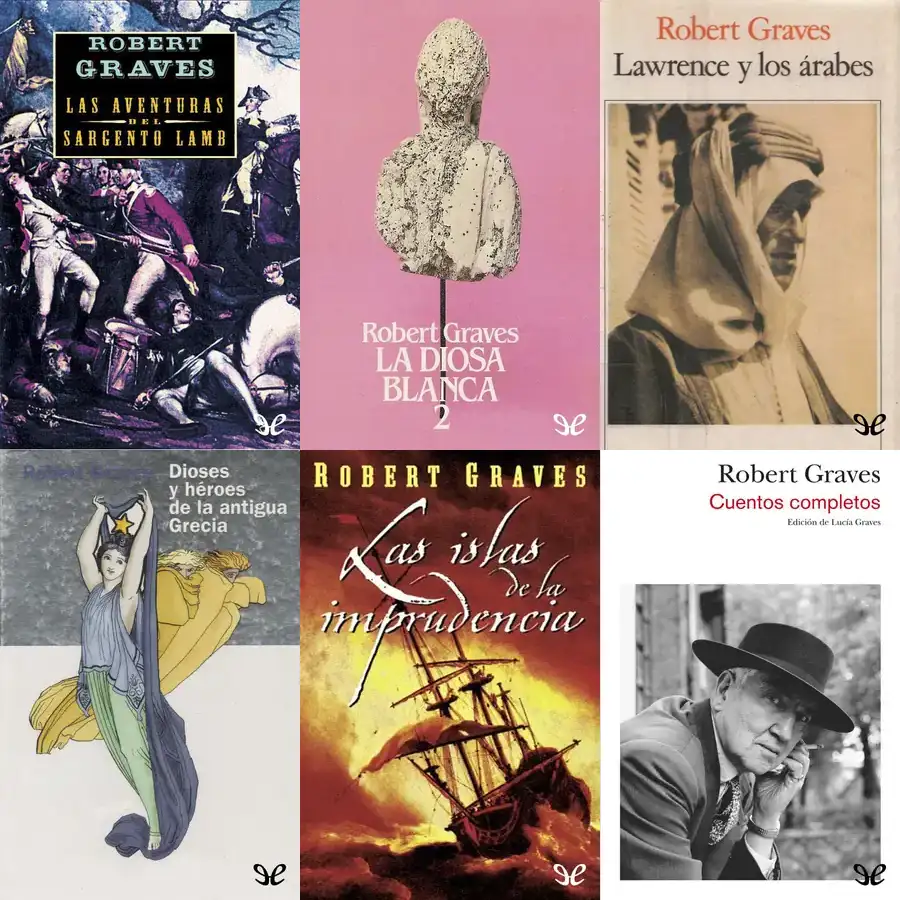 ROBERT
GRAVES
LAS AVENTURAS
DEL
SARGENTO LAMB
Robert Graves
LA DIOSA
BLANCA
2
Robert Graves
Lawrence y los árabes
Robert Graves
Dioses
y héroes
de la antigua
Grecia
ROBERT GRAVES
Las islas
de la
imprudencia
Robert Graves
Cuentos completos
Edición de Lucía Graves